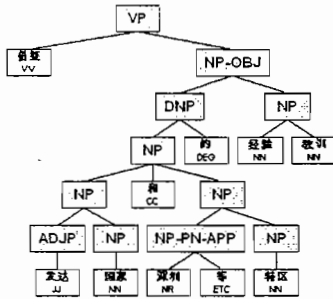 VP
借鉴 VV
NP-OBJ
DNP
NP
NP
的 DEG
经验 NN
教训 NN
NP
和 CC
NP
ADJP
NP
NP-PN-APP
NP
发达 JJ
国家 NN
深圳 NR
等 ETC
特区 NN